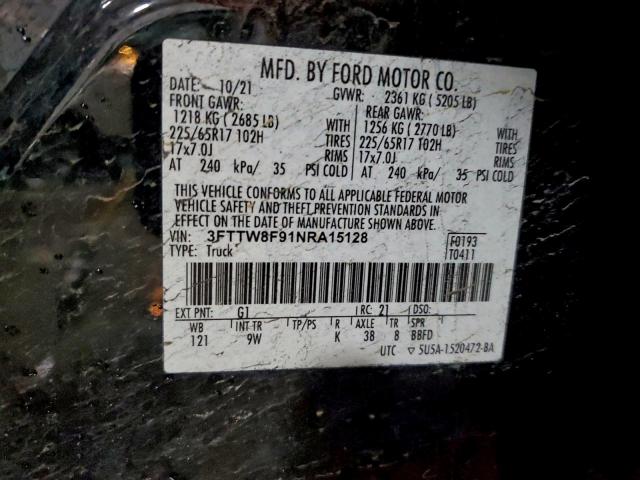 MFD. BY FORD MOTOR CO.
DATE: 10/21 GVWR: 2361 KG ( 5205 LB)
FRONT GAWR: REAR GAWR:
1218 KG ( 2685 LB) WITH 1256 KG ( 2770 LB) WITH
225/65R17 102H TIRES 225/65R17 102H TIRES
17x7.0J RIMS 17x7.0J RIMS
AT 240 kPa/ 35 PSI COLD AT 240 kPa/ 35 PSI COLD
THIS VEHICLE CONFORMS TO ALL APPLICABLE FEDERAL MOTOR
VEHICLE SAFETY AND THEFT PREVENTION STANDARDS IN
EFFECT ON THE DATE OF MANUFACTURE SHOWN ABOVE.
VIN: 3FTTW8F91NRA15128 F0193
TYPE: Truck T0411
EXT PNT: G1 RC: 21 DSO:
WB INT TR TP/PS R AXLE TR SPR
121 9W K 38 8 BBFD
UTC ▽ 5U5A-1520472-BA